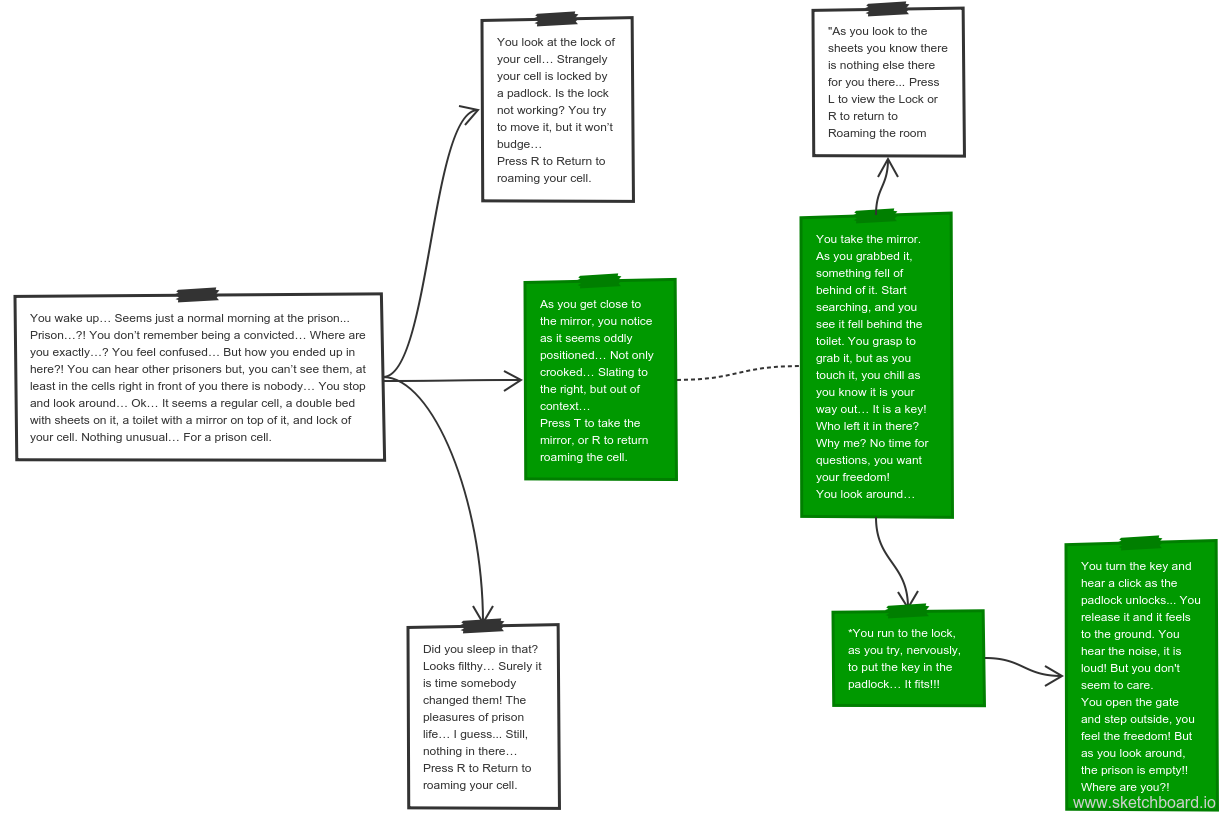 You wake up… Seems just a normal morning at the prison...
Prison…?! You don’t remember being a convicted… Where are
you exactly…? You feel confused… But how you ended up in
here?! You can hear other prisoners but, you can’t see them, at
least in the cells right in front of you there is nobody… You stop
and look around… Ok… It seems a regular cell, a double bed
with sheets on it, a toilet with a mirror on top of it, and lock of
your cell. Nothing unusual… For a prison cell.
You look at the lock of
your cell… Strangely
your cell is locked by
a padlock. Is the lock
not working? You try
to move it, but it won’t
budge…
Press R to Return to
roaming your cell.
As you get close to
the mirror, you notice
as it seems oddly
positioned… Not only
crooked… Slating to
the right, but out of
context…
Press T to take the
mirror, or R to return
roaming the cell.
Did you sleep in that?
Looks filthy… Surely it
is time somebody
changed them! The
pleasures of prison
life… I guess... Still,
nothing in there…
Press R to Return to
roaming your cell.
"As you look to the
sheets you know there
is nothing else there
for you there... Press
L to view the Lock or
R to return to
Roaming the room
You take the mirror.
As you grabbed it,
something fell of
behind of it. Start
searching, and you
see it fell behind the
toilet. You grasp to
grab it, but as you
touch it, you chill as
you know it is your
way out… It is a key!
Who left it in there?
Why me? No time for
questions, you want
your freedom!
You look around…
*You run to the lock,
as you try, nervously,
to put the key in the
padlock… It fits!!!
You turn the key and
hear a click as the
padlock unlocks... You
release it and it feels
to the ground. You
hear the noise, it is
loud! But you don't
seem to care.
You open the gate
and step outside, you
feel the freedom! But
as you look around,
the prison is empty!!
Where are you?!
www.sketchboard.io